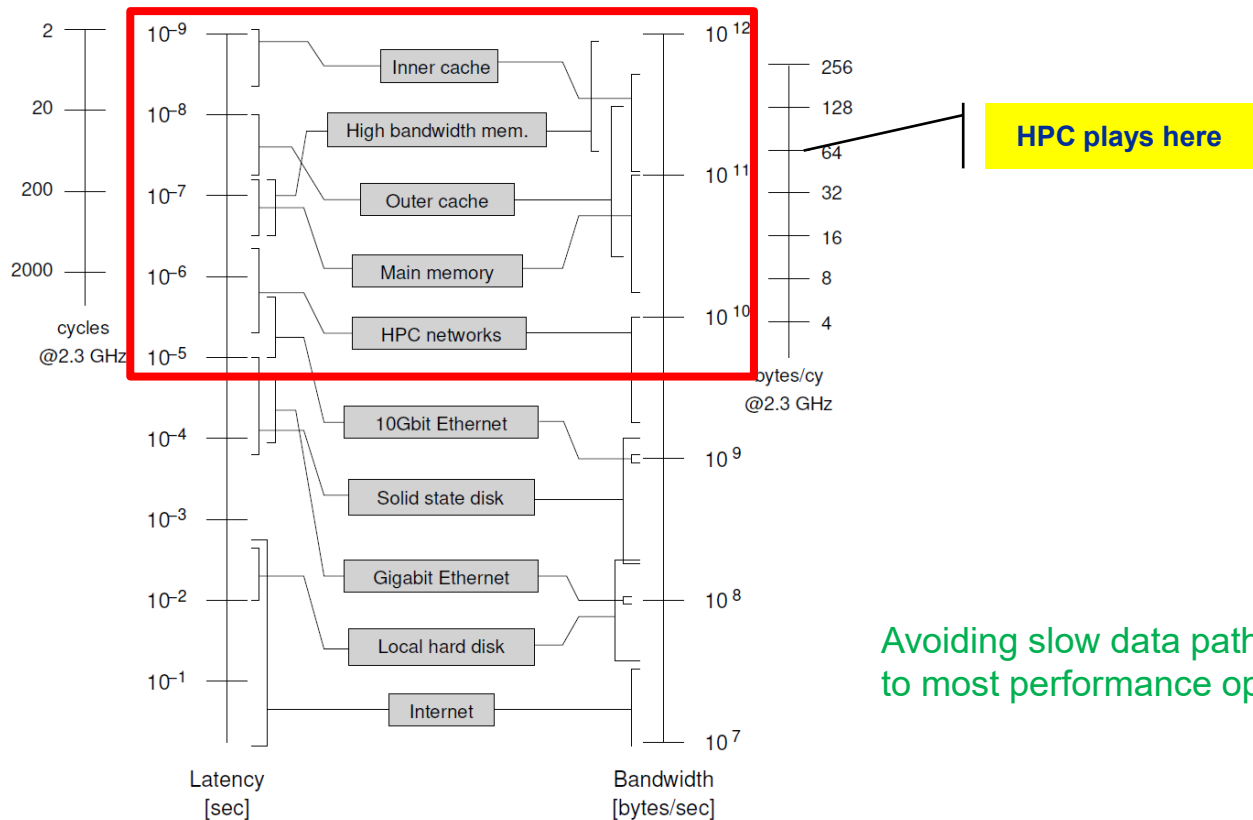 2
20
200
2000
cycles
@2.3 GHz
10⁻⁹
10⁻⁸
10⁻⁷
10⁻⁶
10⁻⁵
10⁻⁴
10⁻³
10⁻²
10⁻¹
Latency
[sec]
Inner cache
High bandwidth mem.
Outer cache
Main memory
HPC networks
10Gbit Ethernet
Solid state disk
Gigabit Ethernet
Local hard disk
Internet
10¹²
10¹¹
10¹⁰
10⁹
10⁸
10⁷
Bandwidth
[bytes/sec]
256
128
64
32
16
8
4
bytes/cy
@2.3 GHz
HPC plays here
Avoiding slow data path
to most performance op